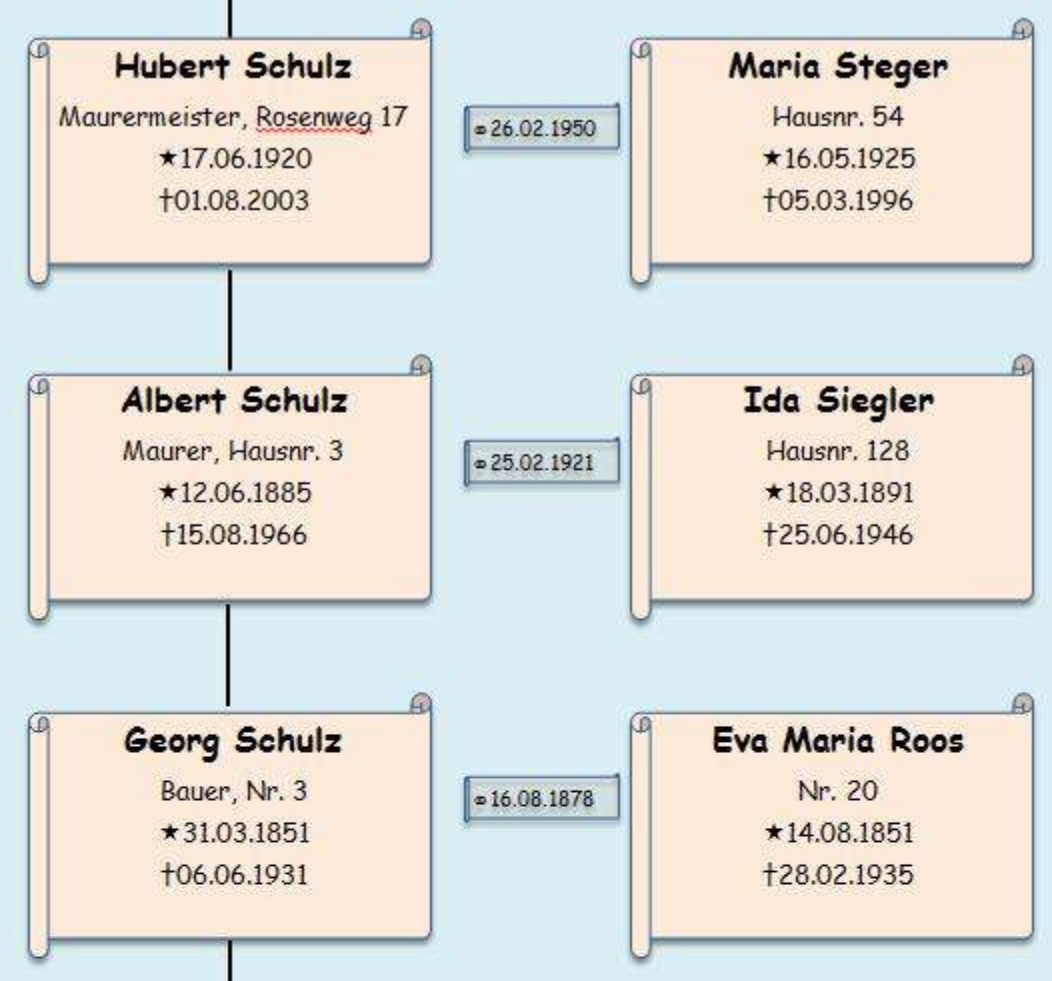 Hubert Schulz
Maurermeister, Rosenweg 17
★17.06.1920
†01.08.2003
⚭26.02.1950
Maria Steger
Hausnr. 54
★16.05.1925
†05.03.1996
Albert Schulz
Maurer, Hausnr. 3
★12.06.1885
†15.08.1966
⚭25.02.1921
Ida Siegler
Hausnr. 128
★18.03.1891
†25.06.1946
Georg Schulz
Bauer, Nr. 3
★31.03.1851
†06.06.1931
⚭16.08.1878
Eva Maria Roos
Nr. 20
★14.08.1851
†28.02.1935